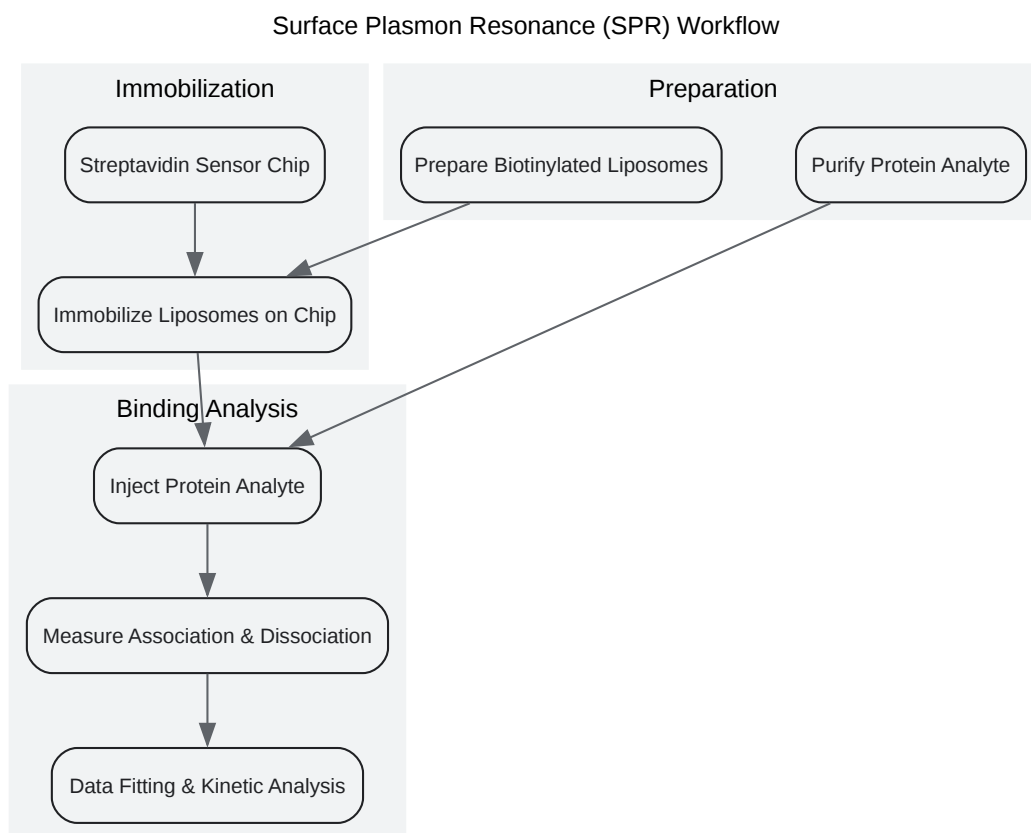 Surface Plasmon Resonance (SPR) Workflow
Immobilization
Preparation
Streptavidin Sensor Chip
Prepare Biotinylated Liposomes
Purify Protein Analyte
Immobilize Liposomes on Chip
Binding Analysis
Inject Protein Analyte
Measure Association & Dissociation
Data Fitting & Kinetic Analysis